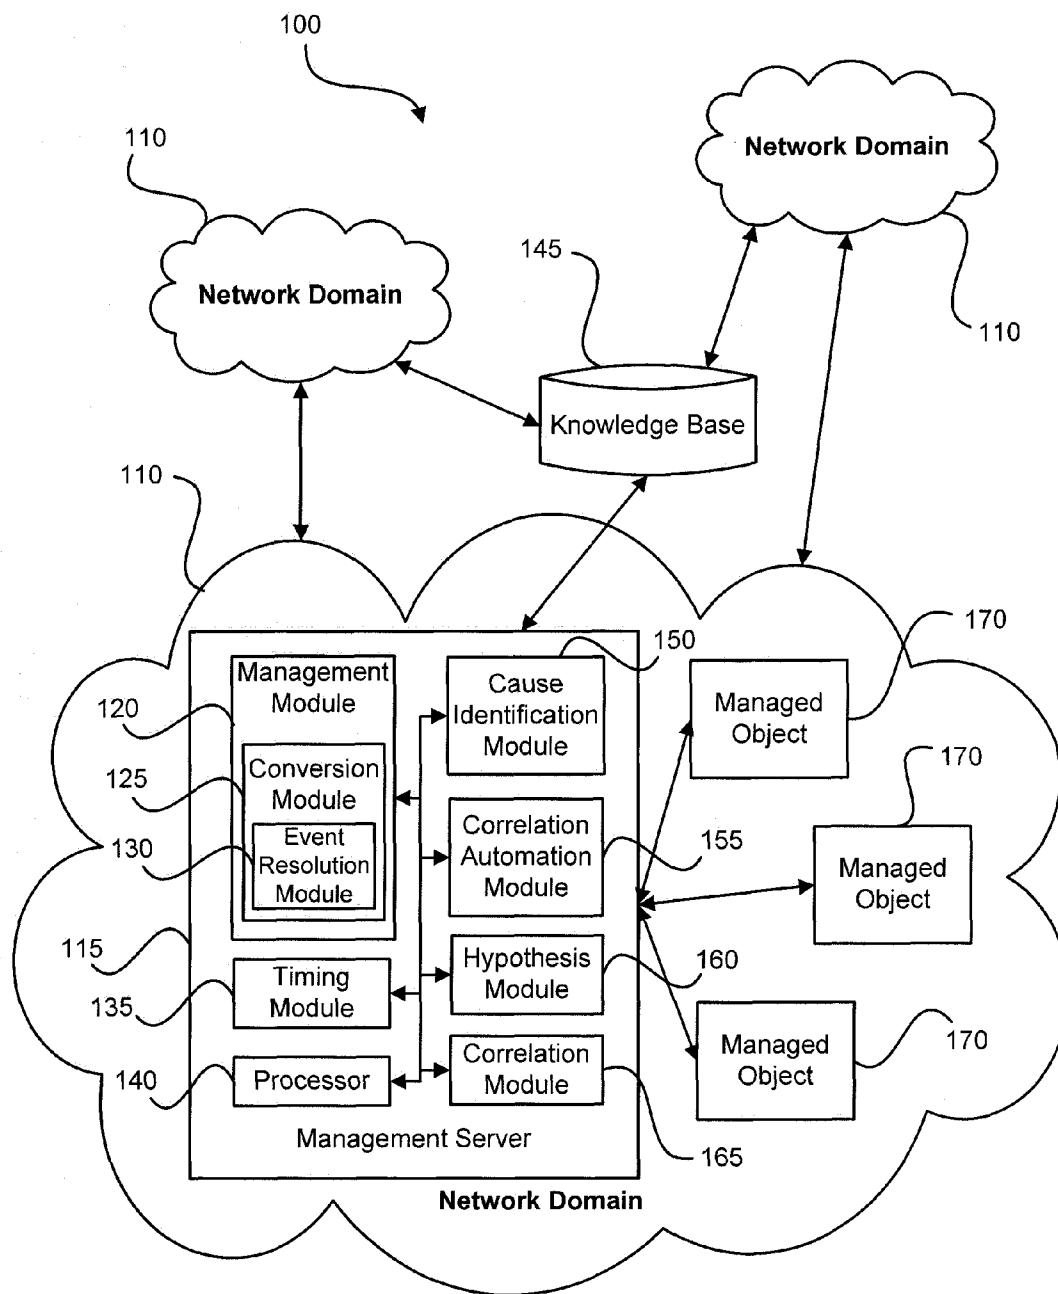 100
110
Network Domain
110
Network Domain
145
110
Knowledge Base
110
Management
Module
120
Conversion
Module
125
Event
Resolution
Module
130
115
Timing
Module
135
Processor
140
Management Server
Cause
Identification
Module
150
Correlation
Automation
Module
155
Hypothesis
Module
160
Correlation
Module
165
Managed
Object
170
Managed
Object
170
Managed
Object
170
Network Domain